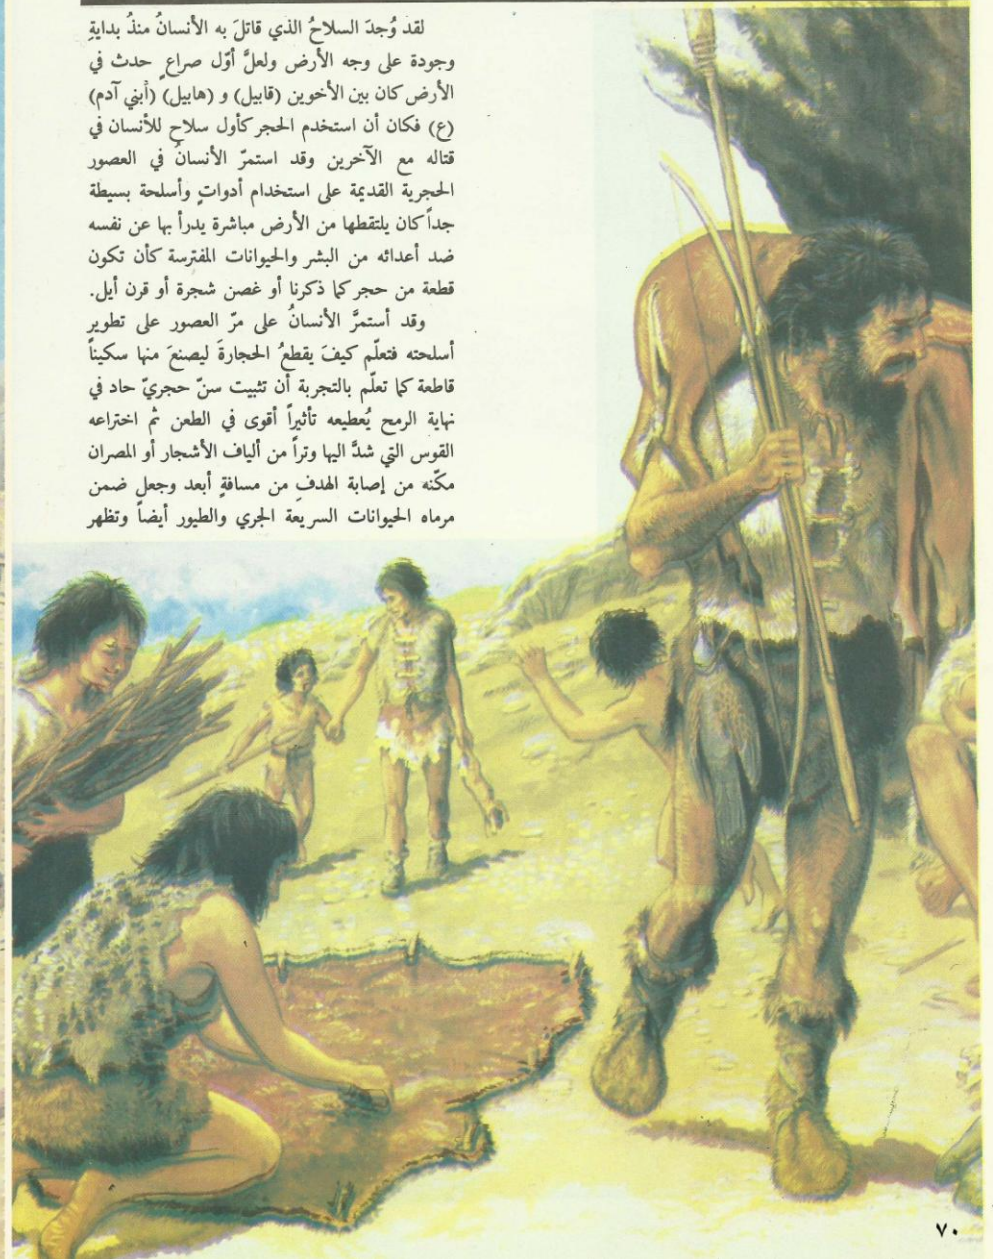 لقد وُجدَ السلاحُ الذي قاتلَ به الأنسانُ منذُ بدايةِ
وجودة على وجه الأرض ولعلَّ أوّل صراعٍ حدث في
الأرض كان بين الأخوين (قابيل) و (هابيل) (أبني آدم)
(ع) فكان أن استخدم الحجر كأول سلاح للأنسان في
قتاله مع الآخرين وقد استمرّ الأنسانُ في العصور
الحجرية القديمة على استخدام أدواتٍ وأسلحة بسيطة
جداً كان يلتقطها من الأرض مباشرة يدرأ بها عن نفسه
ضد أعدائه من البشر والحيوانات المفترسة كأن تكون
قطعة من حجر كما ذكرنا أو غصن شجرة أو قرن أيل.
وقد أستمرَّ الأنسانُ على مرّ العصور على تطوير
أسلحته فتعلّم كيفَ يقطعُ الحجارةَ ليصنعَ منها سكيناً
قاطعة كما تعلّم بالتجربة أن تثبيت سنّ حجريّ حاد في
نهاية الرمح يُعطيعه تأثيراً أقوى في الطعن ثم اختراعه
القوس التي شدَّ اليها وتراً من ألياف الأشجار أو المصران
مكّنه من إصابة الهدفِ من مسافةٍ أبعد وجعل ضمن
مرماه الحيوانات السريعة الجري والطيور أيضاً وتظهر
٧٠